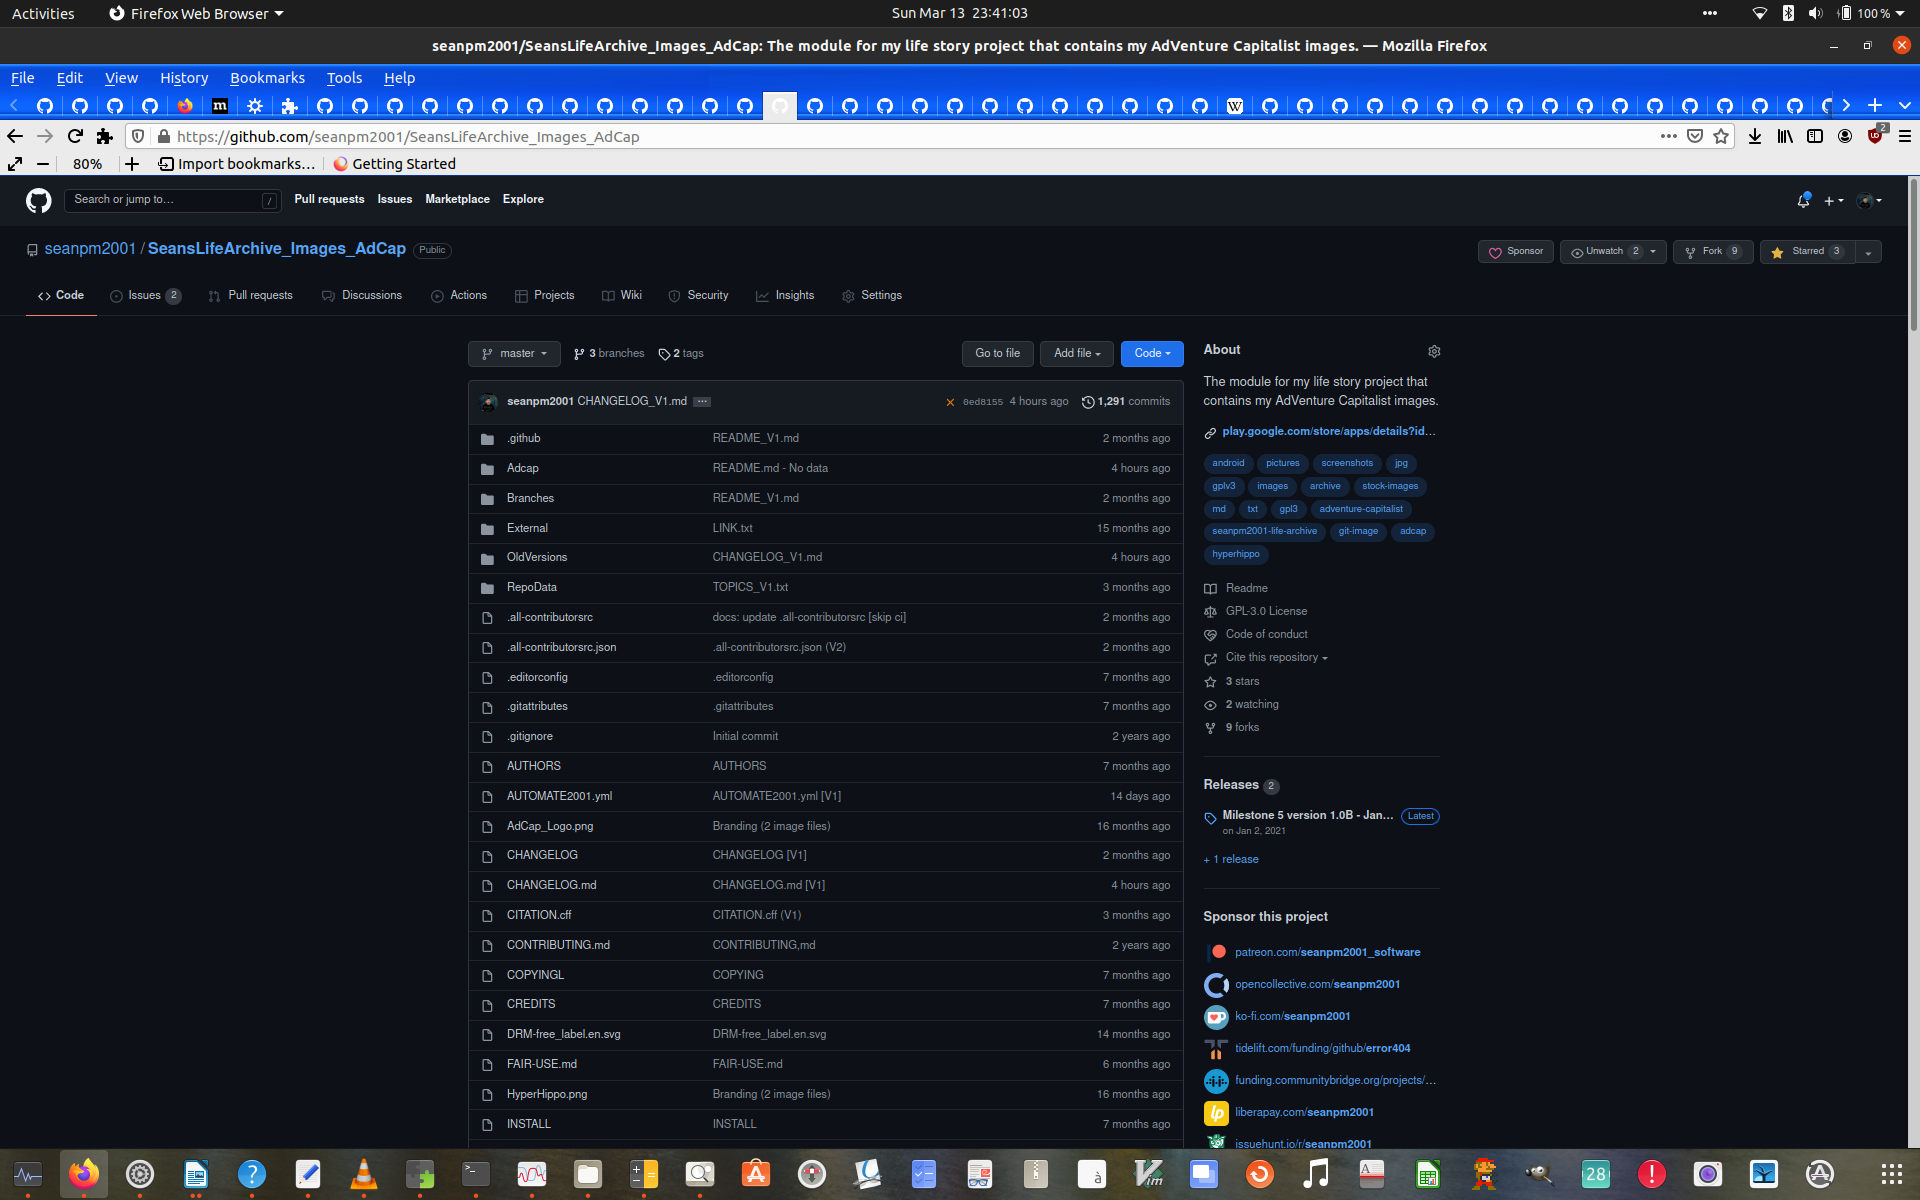 Activities Firefox Web Browser Sun Mar 13 23:41:03 100 %
seanpm2001/SeansLifeArchive_Images_AdCap: The module for my life story project that contains my AdVenture Capitalist images. — Mozilla Firefox
File Edit View History Bookmarks Tools Help
https://github.com/seanpm2001/SeansLifeArchive_Images_AdCap 2
80% Import bookmarks... Getting Started
Search or jump to... / Pull requests Issues Marketplace Explore
seanpm2001 / SeansLifeArchive_Images_AdCap Public Sponsor Unwatch 2 Fork 9 Starred 3
Code Issues 2 Pull requests Discussions Actions Projects Wiki Security Insights Settings
master 3 branches 2 tags Go to file Add file Code
seanpm2001 CHANGELOG_V1.md ... 0ed8155 4 hours ago 1,291 commits
.github README_V1.md 2 months ago
Adcap README.md - No data 4 hours ago
Branches README_V1.md 2 months ago
External LINK.txt 15 months ago
OldVersions CHANGELOG_V1.md 4 hours ago
RepoData TOPICS_V1.txt 3 months ago
.all-contributorsrc docs: update .all-contributorsrc [skip ci] 2 months ago
.all-contributorsrc.json .all-contributorsrc.json (V2) 2 months ago
.editorconfig .editorconfig 7 months ago
.gitattributes .gitattributes 7 months ago
.gitignore Initial commit 2 years ago
AUTHORS AUTHORS 7 months ago
AUTOMATE2001.yml AUTOMATE2001.yml [V1] 14 days ago
AdCap_Logo.png Branding (2 image files) 16 months ago
CHANGELOG CHANGELOG [V1] 2 months ago
CHANGELOG.md CHANGELOG.md [V1] 4 hours ago
CITATION.cff CITATION.cff (V1) 3 months ago
CONTRIBUTING.md CONTRIBUTING,md 2 years ago
COPYINGL COPYING 7 months ago
CREDITS CREDITS 7 months ago
DRM-free_label.en.svg DRM-free_label.en.svg 14 months ago
FAIR-USE.md FAIR-USE.md 6 months ago
HyperHippo.png Branding (2 image files) 16 months ago
INSTALL INSTALL 7 months ago
About
The module for my life story project that
contains my AdVenture Capitalist images.
play.google.com/store/apps/details?id...
android pictures screenshots jpg
gplv3 images archive stock-images
md txt gpl3 adventure-capitalist
seanpm2001-life-archive git-image adcap
hyperhippo
Readme
GPL-3.0 License
Code of conduct
Cite this repository
3 stars
2 watching
9 forks
Releases 2
Milestone 5 version 1.0B - Jan... Latest
on Jan 2, 2021
+ 1 release
Sponsor this project
patreon.com/seanpm2001_software
opencollective.com/seanpm2001
ko-fi.com/seanpm2001
tidelift.com/funding/github/error404
funding.communitybridge.org/projects/...
liberapay.com/seanpm2001
issuehunt.io/r/seanpm2001
28